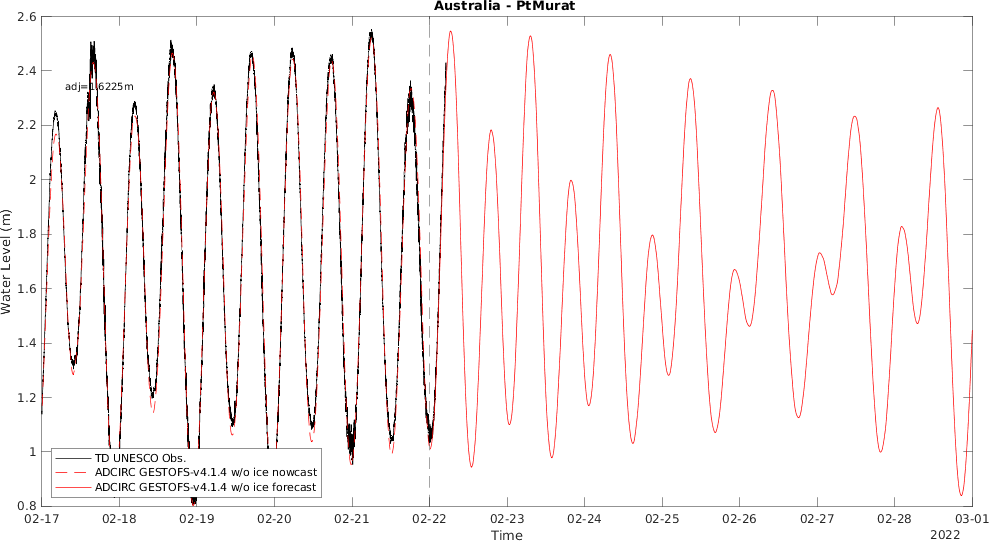 Australia - PtMurat
2.6
2.4
2.2
2
1.8
1.6
1.4
1.2
1
0.8
Water Level (m)
adj=1.6225m
TD UNESCO Obs.
ADCIRC GESTOFS-v4.1.4 w/o ice nowcast
ADCIRC GESTOFS-v4.1.4 w/o ice forecast
02-17 02-18 02-19 02-20 02-21 02-22 02-23 02-24 02-25 02-26 02-27 02-28 03-01
Time
2022